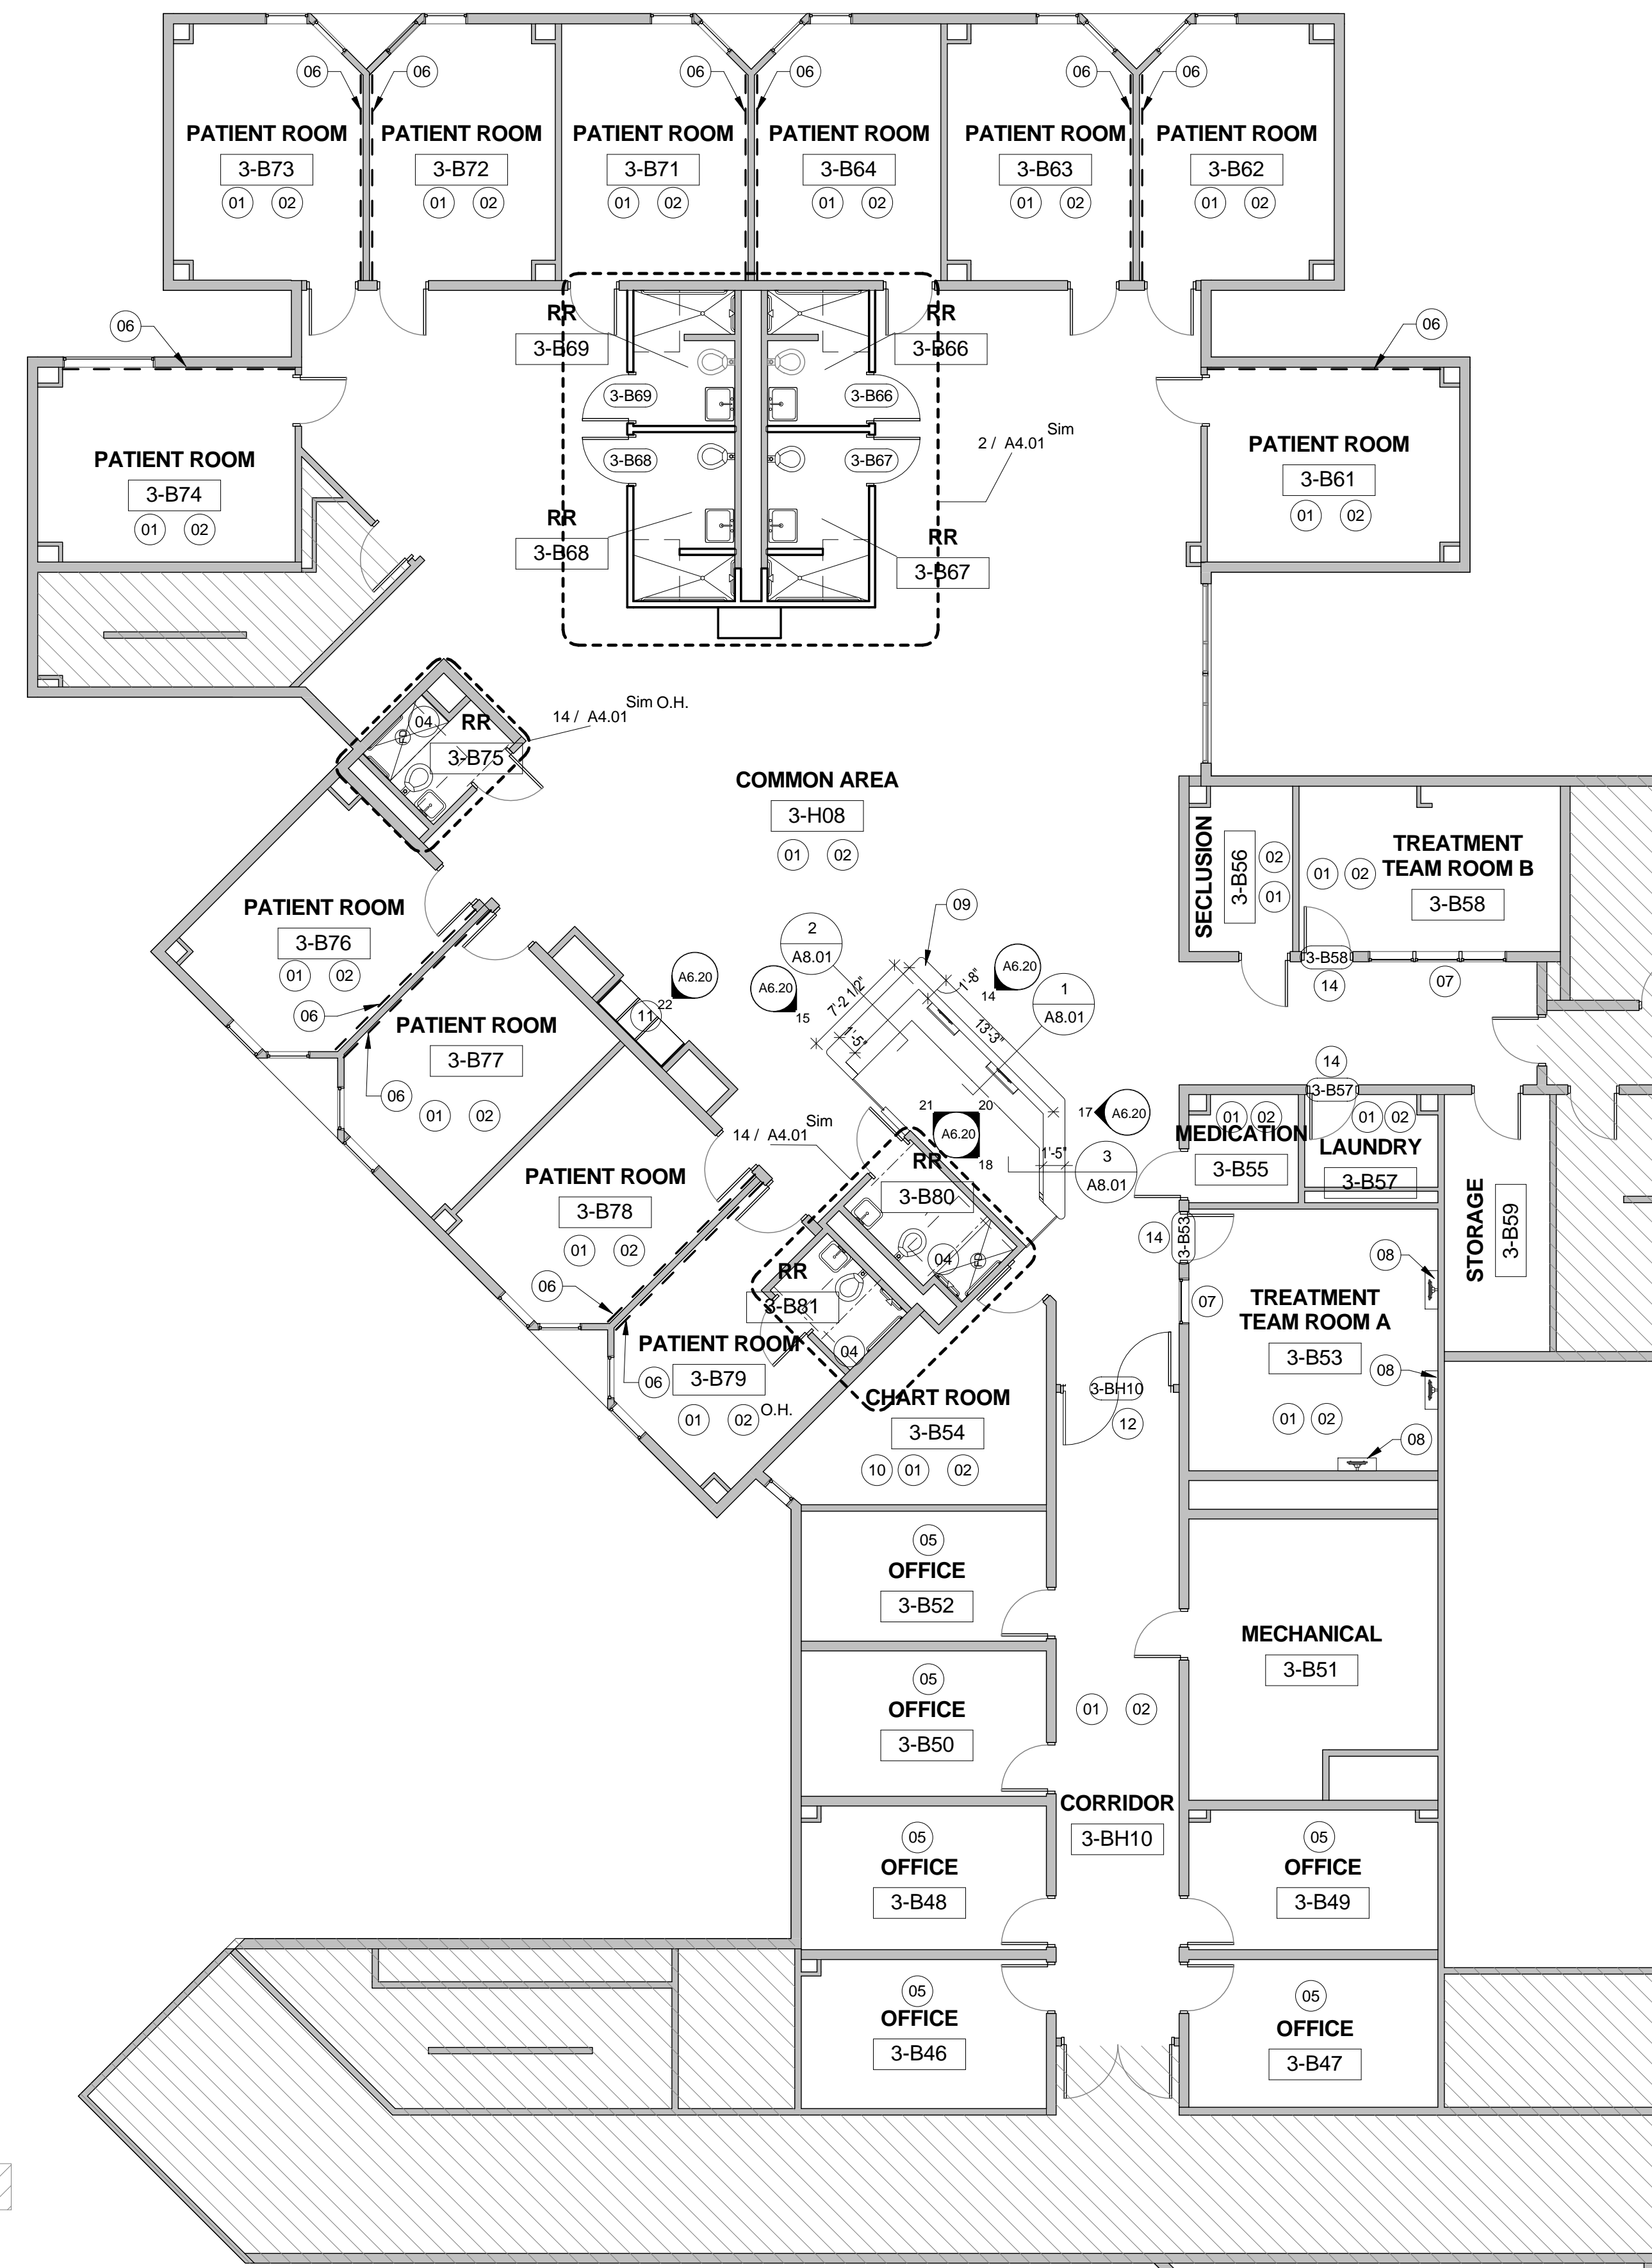 06 06 06 06 06 06
PATIENT ROOM PATIENT ROOM PATIENT ROOM PATIENT ROOM PATIENT ROOM PATIENT ROOM
3-B73 3-B72 3-B71 3-B64 3-B63 3-B62
01 02 01 02 01 02 01 02 01 02 01 02
06 RR RR 06
3-B69 3-B66
3-B69 3-B66
2 / A4.01 Sim
PATIENT ROOM 3-B68 3-B67 PATIENT ROOM
3-B74 3-B61
01 02 01 02
RR RR
3-B68 3-B67
04 RR 14 / A4.01 Sim O.H.
3-B75
COMMON AREA
3-H08
01 02
SECLUSION
3-B56
02
01
TREATMENT
TEAM ROOM B
01 02
3-B58
3-B58
14 07
PATIENT ROOM
3-B76
01 02
06
2
A8.01
09
A6.20
22
11
A6.20
15
A6.20
14
1
A8.01
7'-2 1/2"
1'-8"
1'-5"
13'-3"
PATIENT ROOM
3-B77
06
01 02
14 / A4.01 Sim
21 20
A6.20
18
17 A6.20
1'-5"
3
A8.01
14
3-B57
01 02 01 02
MEDICATION
3-B55
LAUNDRY
3-B57
STORAGE
3-B59
PATIENT ROOM
3-B78
01 02
06
RR
3-B80
04
RR
3-B81
04
14
3-B53
07
08
TREATMENT
TEAM ROOM A
3-B53
08
01 02
08
PATIENT ROOM
3-B79
06
01 02 O.H.
CHART ROOM
3-B54
10 01 02
3-BH10
12
05
OFFICE
3-B52
MECHANICAL
3-B51
05
OFFICE
3-B50
01 02
CORRIDOR
3-BH10
05
OFFICE
3-B48
05
OFFICE
3-B49
05
OFFICE
3-B46
05
OFFICE
3-B47